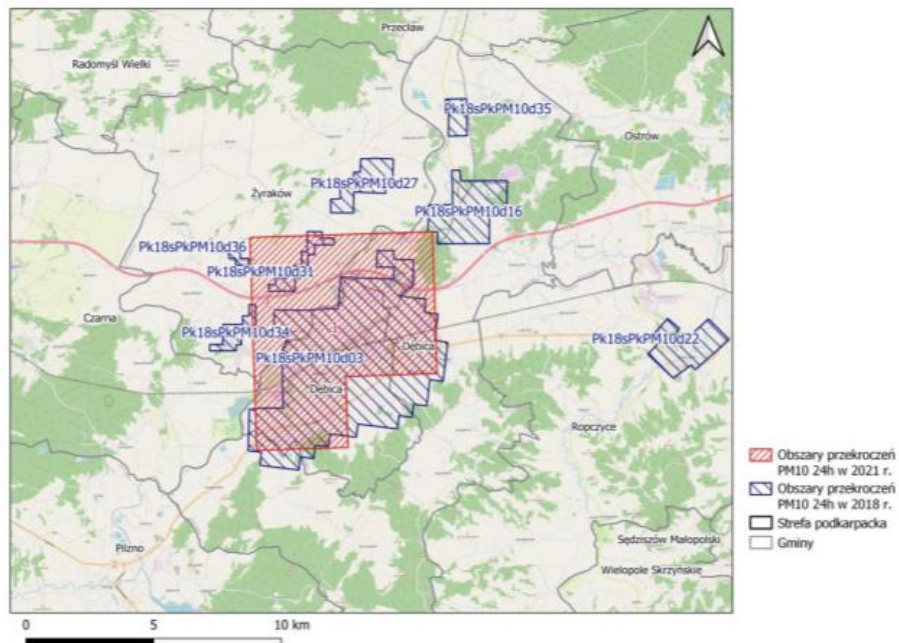 Przecław
Radomyśl Wielki
Pk18sPkPM10d35
Ostrów
Pk18sPkPM10d27
Żyraków
Pk18sPkPM10d16
Pk18sPkPM10d36
Pk18sPkPM10d31
Czarna
Pk18sPkPM10d34
Pk18sPkPM10d22
Dębica
Pk18sPkPM10d03
Dębica
Ropczyce
Pilzno
Sędziszów Małopolski
Wielopole Skrzyńskie
Obszary przekroczeń
PM10 24h w 2021 r.
Obszary przekroczeń
PM10 24h w 2018 r.
Strefa podkarpacka
Gminy
0 5 10 km